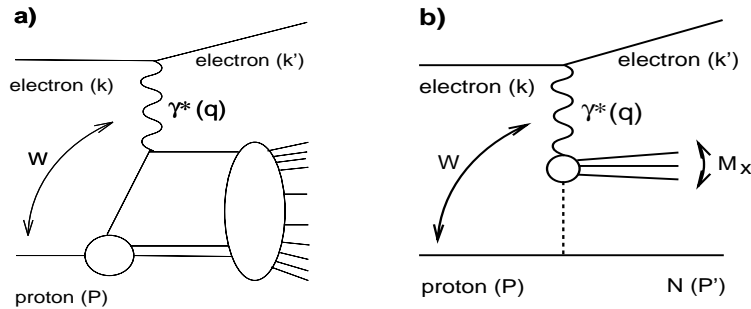 a)
electron (k)
electron (k')
γ* (q)
W
proton (P)
b)
electron (k)
electron (k')
γ* (q)
W
M x
proton (P)
N (P')